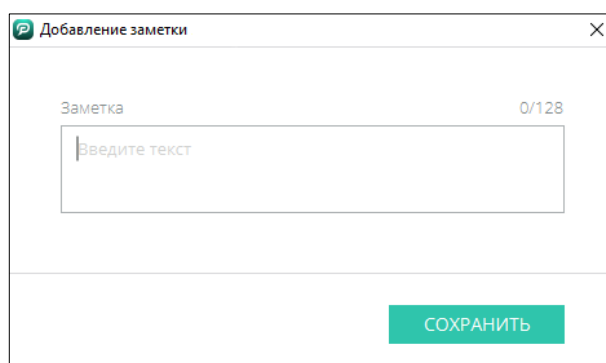 Добавление заметки
Заметка 0/128
Введите текст
СОХРАНИТЬ